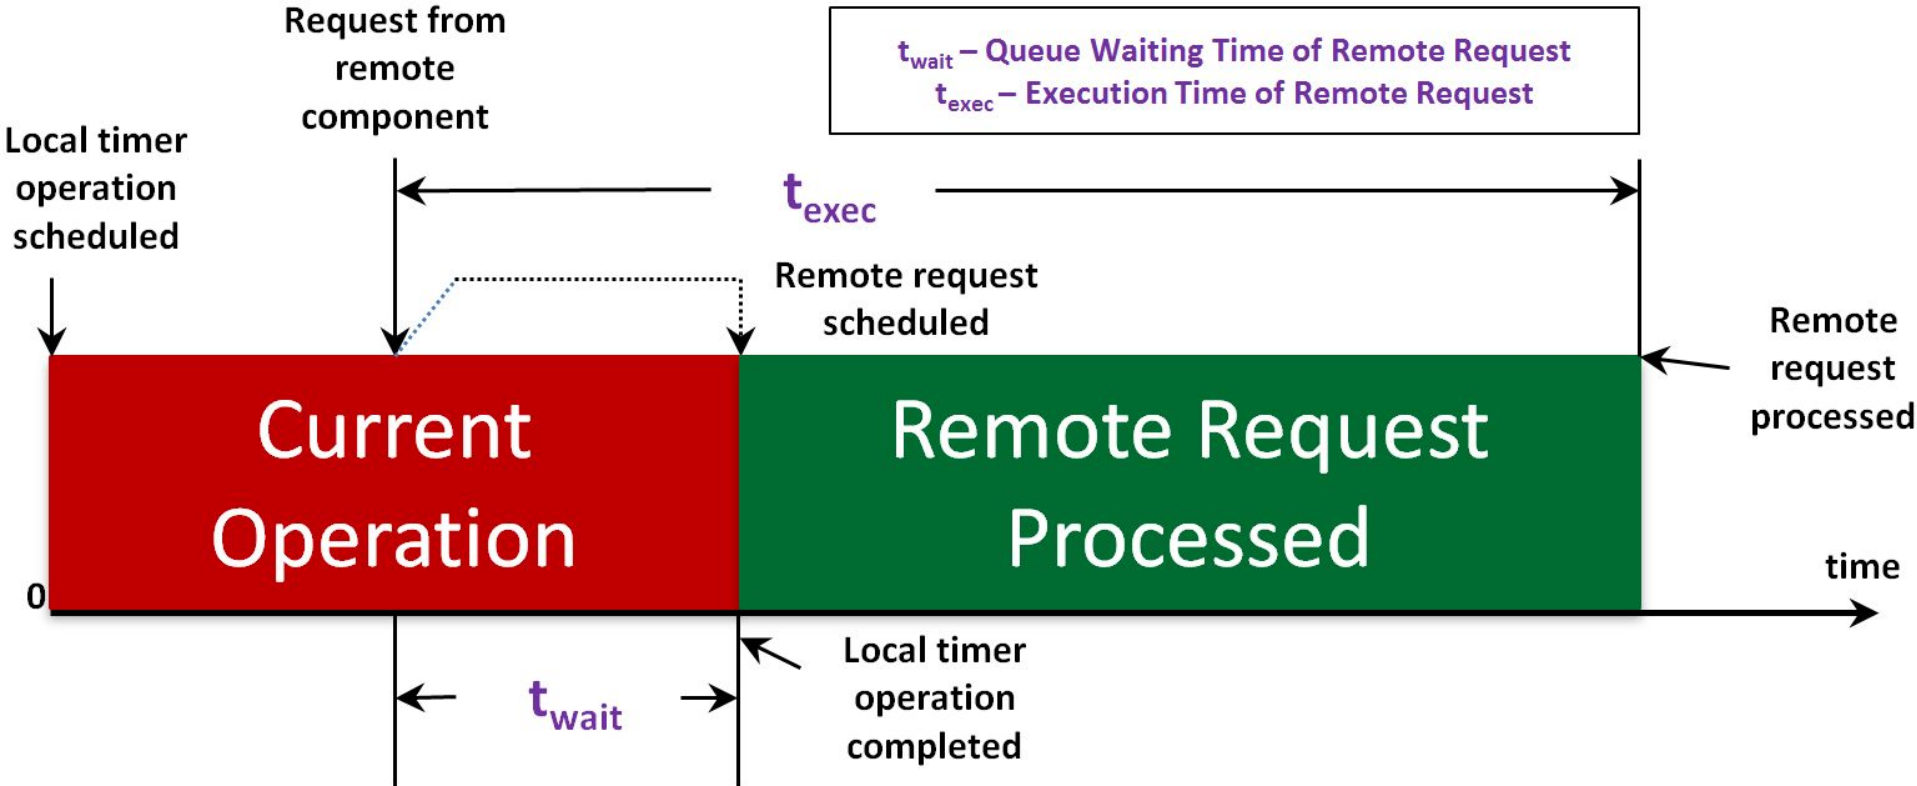 Request from
remote
component
t_wait – Queue Waiting Time of Remote Request
t_exec – Execution Time of Remote Request
Local timer
operation
scheduled
t_exec
Remote request
scheduled
Remote
request
processed
Current
Operation
Remote Request
Processed
0
time
t_wait
Local timer
operation
completed